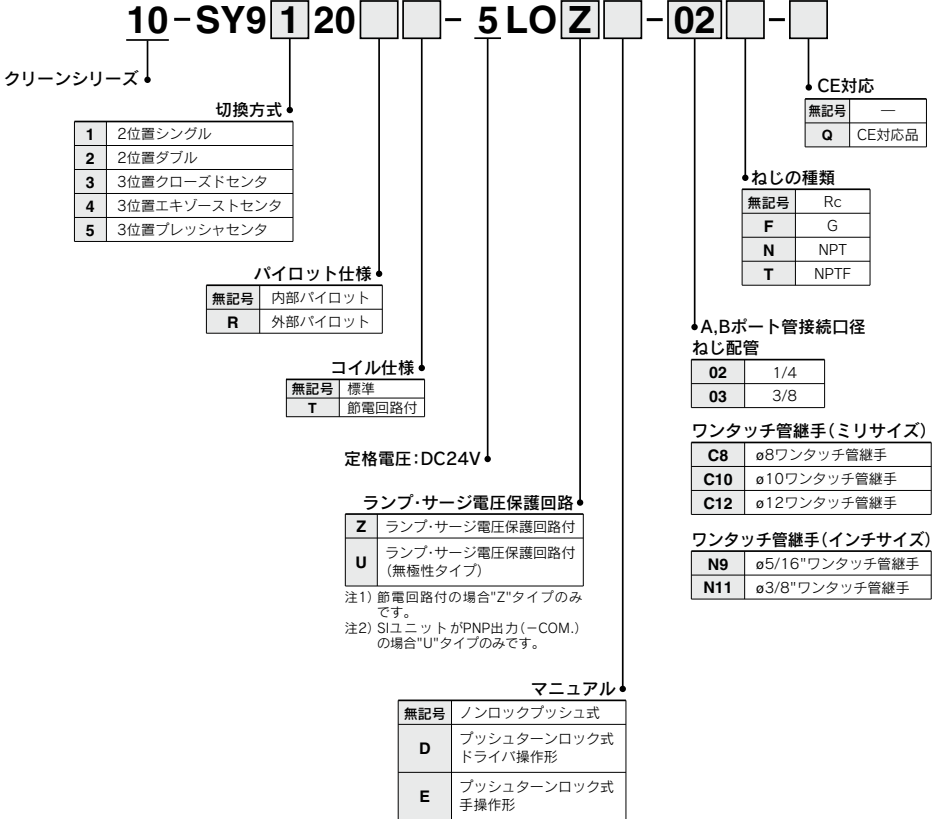 10-SY9 1 20 - 5 LO Z - 02 -
クリーンシリーズ
切換方式
1 2位置シングル
2 2位置ダブル
3 3位置クローズドセンタ
4 3位置エキゾーストセンタ
5 3位置プレッシャセンタ
パイロット仕様
無記号 内部パイロット
R 外部パイロット
コイル仕様
無記号 標準
T 節電回路付
定格電圧:DC24V
ランプ・サージ電圧保護回路
Z ランプ・サージ電圧保護回路付
U ランプ・サージ電圧保護回路付
(無極性タイプ)
注1) 節電回路付の場合"Z"タイプのみ
です。
注2) SIユニットがPNP出力(−COM.)
の場合"U"タイプのみです。
マニュアル
無記号 ノンロックプッシュ式
D プッシュターンロック式
ドライバ操作形
E プッシュターンロック式
手操作形
CE対応
無記号 —
Q CE対応品
ねじの種類
無記号 Rc
F G
N NPT
T NPTF
A,Bポート管接続口径
ねじ配管
02 1/4
03 3/8
ワンタッチ管継手(ミリサイズ)
C8 ø8ワンタッチ管継手
C10 ø10ワンタッチ管継手
C12 ø12ワンタッチ管継手
ワンタッチ管継手(インチサイズ)
N9 ø5/16"ワンタッチ管継手
N11 ø3/8"ワンタッチ管継手